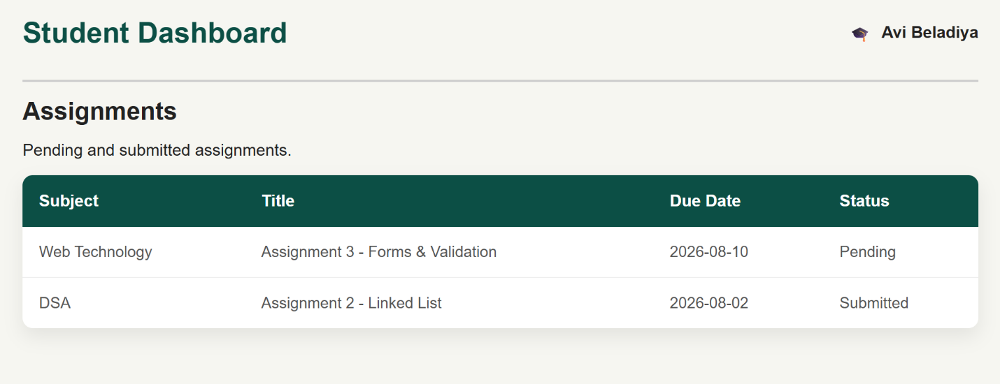 Student Dashboard
Avi Beladiya
Assignments
Pending and submitted assignments.
Subject Title Due Date Status
Web Technology Assignment 3 - Forms & Validation 2026-08-10 Pending
DSA Assignment 2 - Linked List 2026-08-02 Submitted